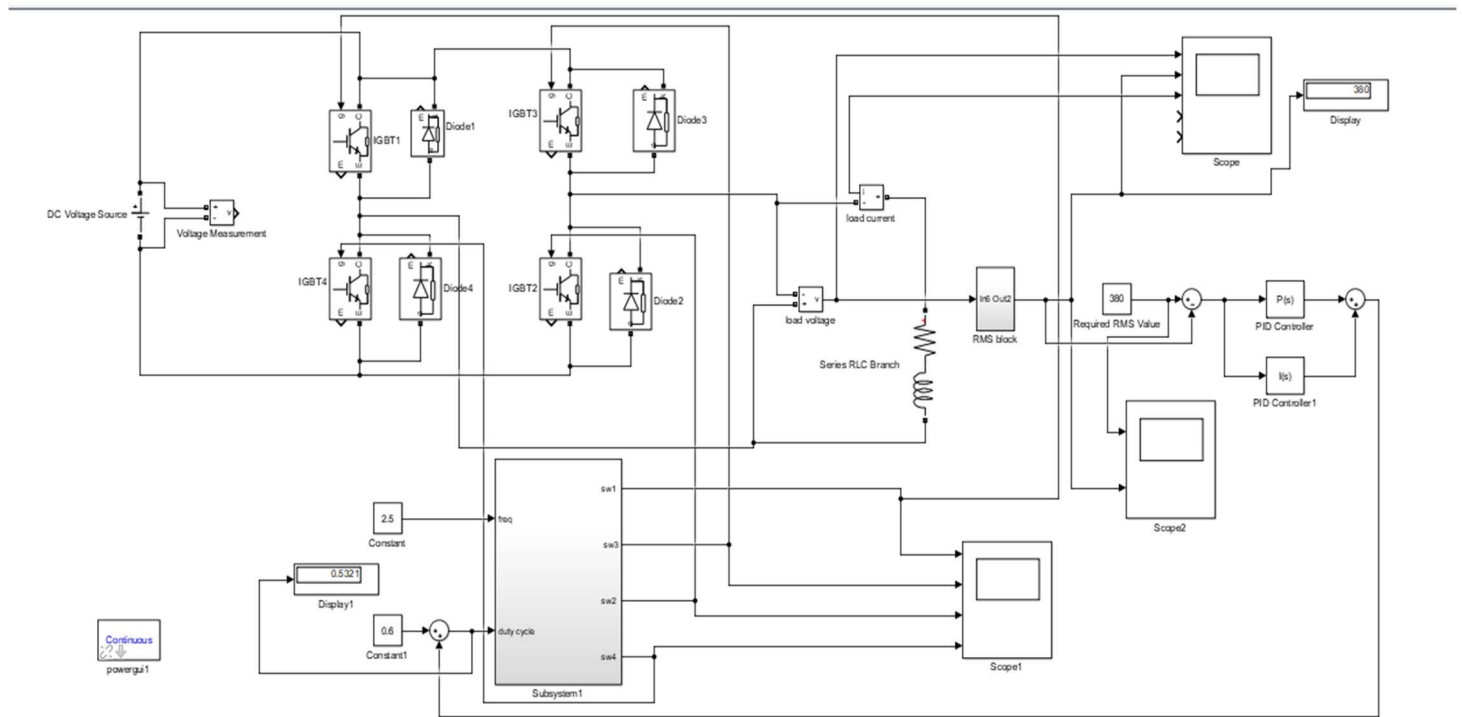 DC Voltage Source
+
-
v
Voltage Measurement
g
C
m
E
IGBT1
m
k
a
Diode1
g
C
m
E
IGBT3
m
k
a
Diode3
g
C
m
E
IGBT4
m
k
a
Diode4
g
C
m
E
IGBT2
m
k
a
Diode2
i
+
-
load current
-
+
v
load voltage
+
Series RLC Branch
In6 Out2
RMS block
Scope
380
Display
380
Required RMS Value
+
-
P(s)
PID Controller
I(s)
PID Controller1
+
+
Scope2
2.5
Constant
0.5321
Display1
0.6
Constant1
+
+
freq
duty cycle
sw1
sw3
sw2
sw4
Subsystem1
Scope1
Continuous
powergui1